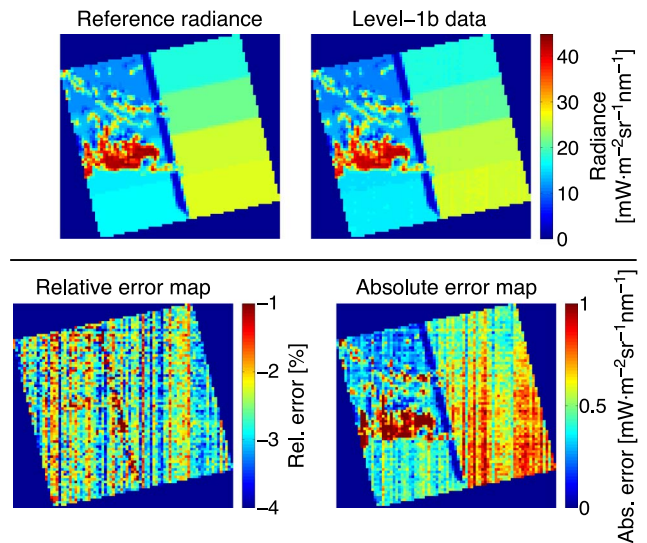 Reference radiance
Level−1b data
40
30
20
10
0
Radiance
[mW·m−2sr−1nm−1]
Relative error map
Absolute error map
−1
−2
−3
−4
Rel. error [%]
1
0.5
0
Abs. error [mW·m−2sr−1nm−1]